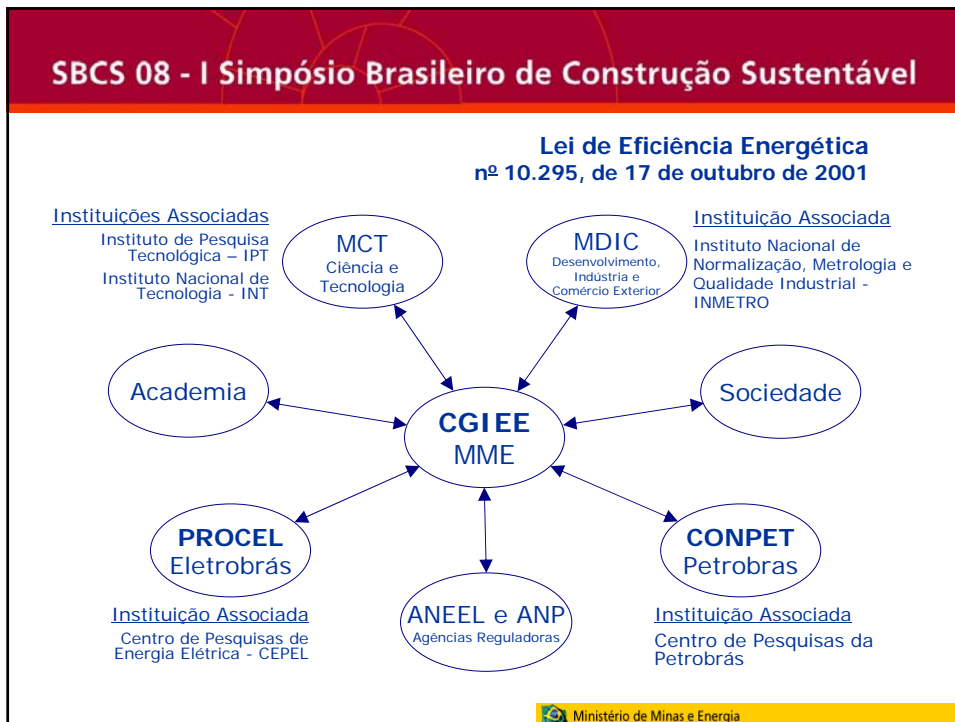 SBCS 08 - I Simpósio Brasileiro de Construção Sustentável
Lei de Eficiência Energética
nº 10.295, de 17 de outubro de 2001
Instituições Associadas
Instituto de Pesquisa
Tecnológica – IPT
Instituto Nacional de
Tecnologia - INT
MCT
Ciência e
Tecnologia
MDIC
Desenvolvimento,
Indústria e
Comércio Exterior
Instituição Associada
Instituto Nacional de
Normalização, Metrologia e
Qualidade Industrial -
INMETRO
Academia
Sociedade
CGIEE
MME
PROCEL
Eletrobrás
CONPET
Petrobras
ANEEL e ANP
Agências Reguladoras
Instituição Associada
Centro de Pesquisas de
Energia Elétrica - CEPEL
Instituição Associada
Centro de Pesquisas da
Petrobrás
Ministério de Minas e Energia